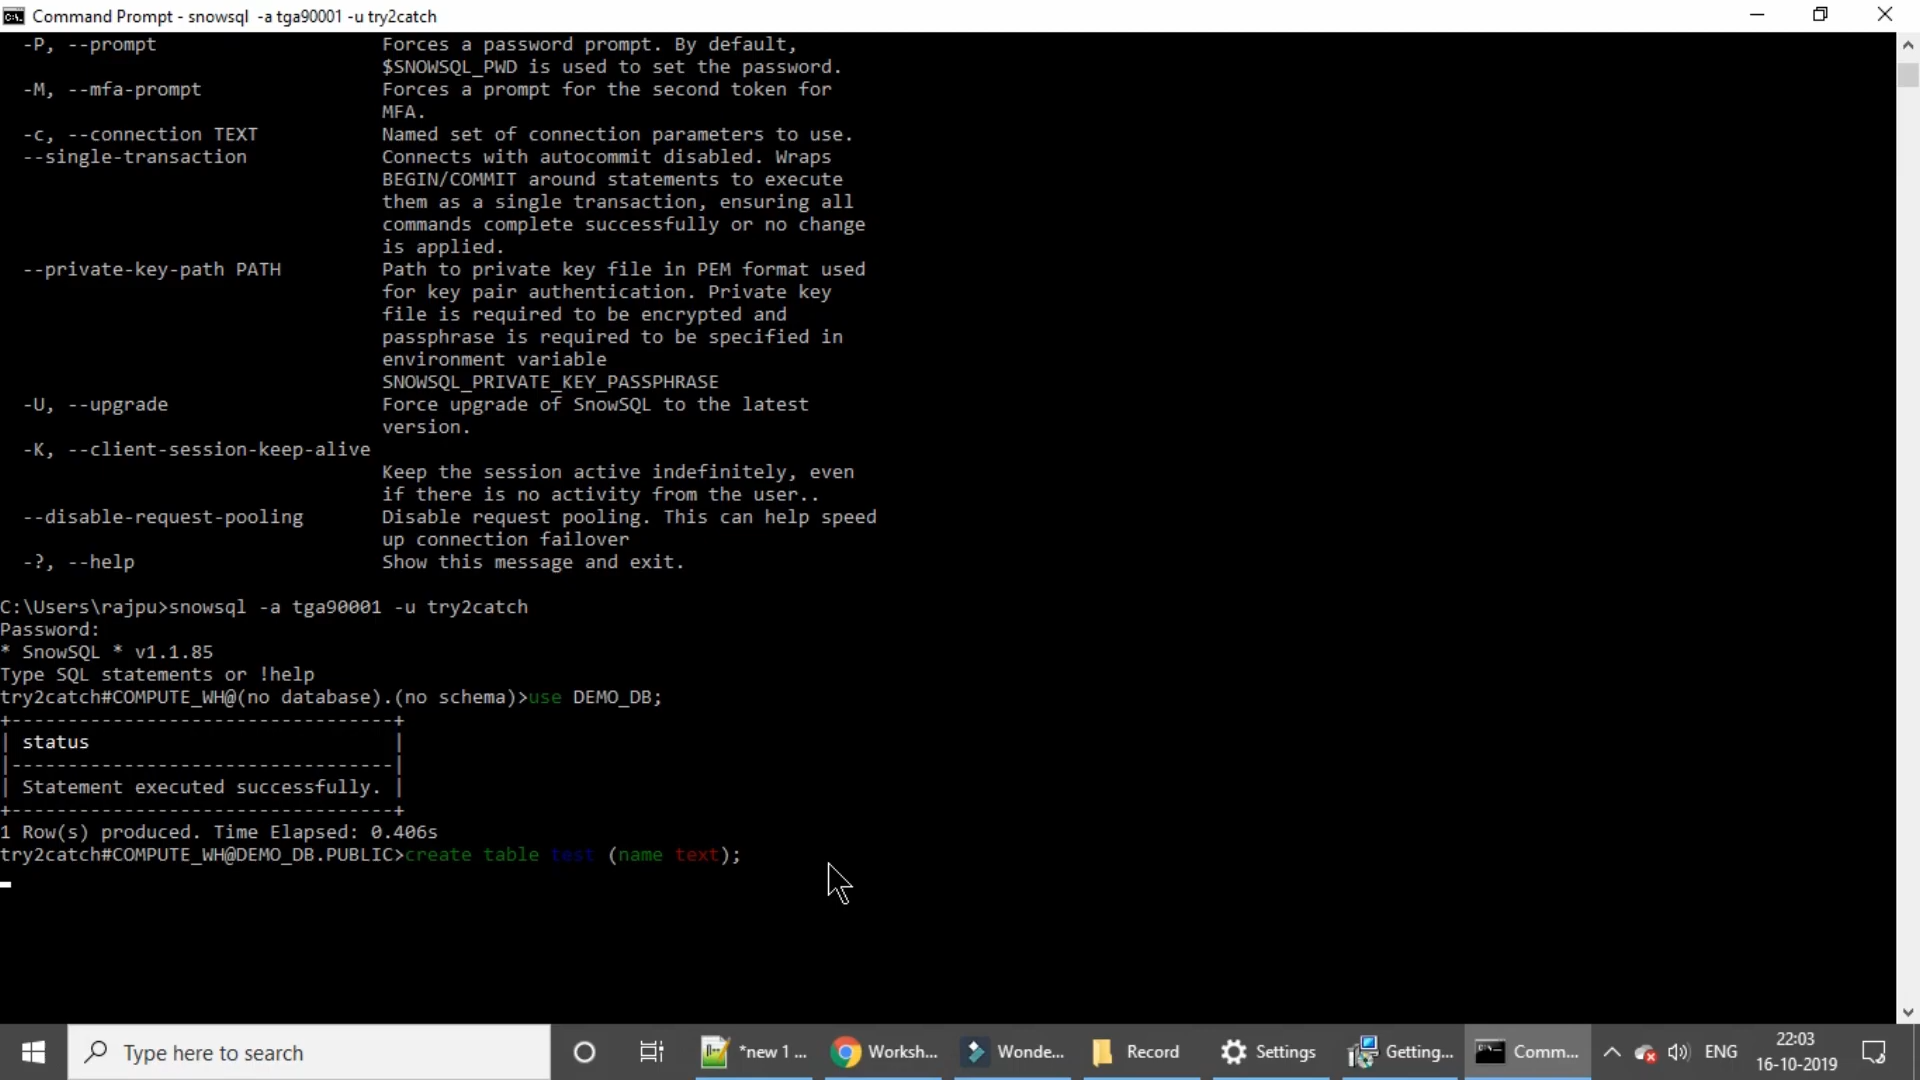 Command Prompt - snowsql -a tga90001 -u try2catch
-P, --prompt Forces a password prompt. By default,
$SNOWSQL_PWD is used to set the password.
-M, --mfa-prompt Forces a prompt for the second token for
MFA.
-c, --connection TEXT Named set of connection parameters to use.
--single-transaction Connects with autocommit disabled. Wraps
BEGIN/COMMIT around statements to execute
them as a single transaction, ensuring all
commands complete successfully or no change
is applied.
--private-key-path PATH Path to private key file in PEM format used
for key pair authentication. Private key
file is required to be encrypted and
passphrase is required to be specified in
environment variable
SNOWSQL_PRIVATE_KEY_PASSPHRASE
-U, --upgrade Force upgrade of SnowSQL to the latest
version.
-K, --client-session-keep-alive
Keep the session active indefinitely, even
if there is no activity from the user..
--disable-request-pooling Disable request pooling. This can help speed
up connection failover
-?, --help Show this message and exit.
C:\Users\rajpu>snowsql -a tga90001 -u try2catch
Password:
* SnowSQL * v1.1.85
Type SQL statements or !help
try2catch#COMPUTE_WH@(no database).(no schema)>use DEMO_DB;
+----------------------------------+
| status |
|----------------------------------|
| Statement executed successfully. |
+----------------------------------+
1 Row(s) produced. Time Elapsed: 0.406s
try2catch#COMPUTE_WH@DEMO_DB.PUBLIC>create table test (name text);
Type here to search
*new 1 ...
Worksh...
Wonde...
Record
Settings
Getting...
Comm...
ENG
22:03
16-10-2019